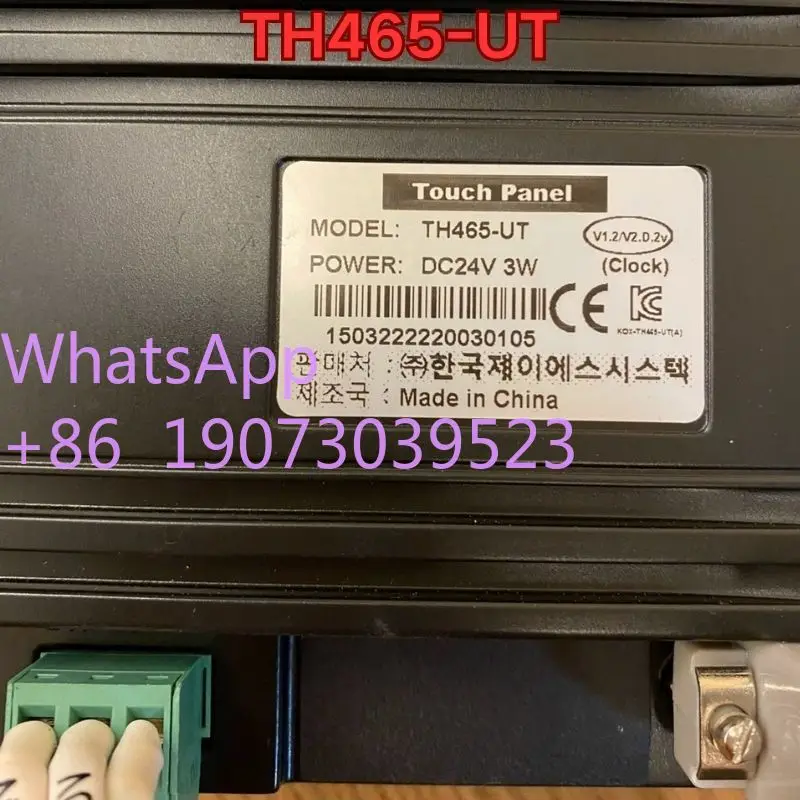 TH465-UT
Touch Panel
MODEL: TH465-UT
V1.2/V2.0.2v
POWER: DC24V 3W
(Clock)
CE
1503222220030105
KOX-TH465-UT(A)
WhatsApp
판매처 : ㈜한국제이에스시스텍
제조국 : Made in China
+86 19073039523